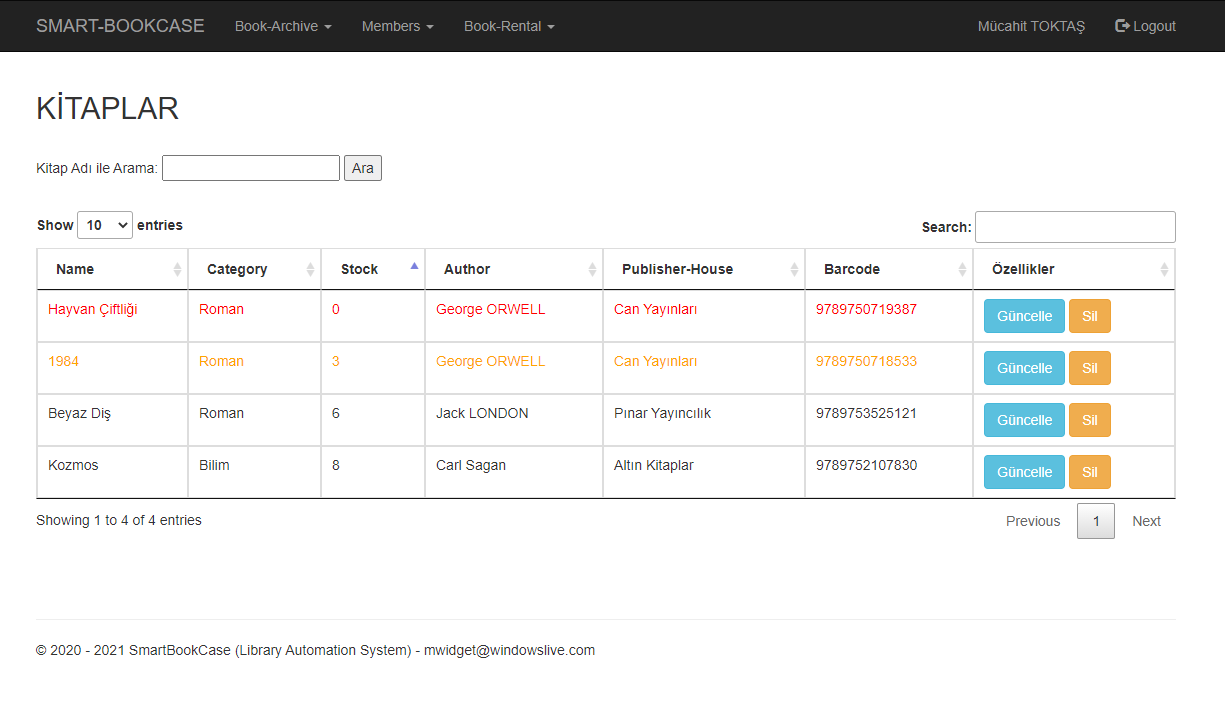 SMART-BOOKCASE Book-Archive Members Book-Rental Mücahit TOKTAŞ Logout
KİTAPLAR
Kitap Adı ile Arama: Ara
Show 10 entries Search:
Name Category Stock Author Publisher-House Barcode Özellikler
Hayvan Çiftliği Roman 0 George ORWELL Can Yayınları 9789750719387 Güncelle Sil
1984 Roman 3 George ORWELL Can Yayınları 9789750718533 Güncelle Sil
Beyaz Diş Roman 6 Jack LONDON Pınar Yayıncılık 9789753525121 Güncelle Sil
Kozmos Bilim 8 Carl Sagan Altın Kitaplar 9789752107830 Güncelle Sil
Showing 1 to 4 of 4 entries Previous 1 Next
© 2020 - 2021 SmartBookCase (Library Automation System) - mwidget@windowslive.com